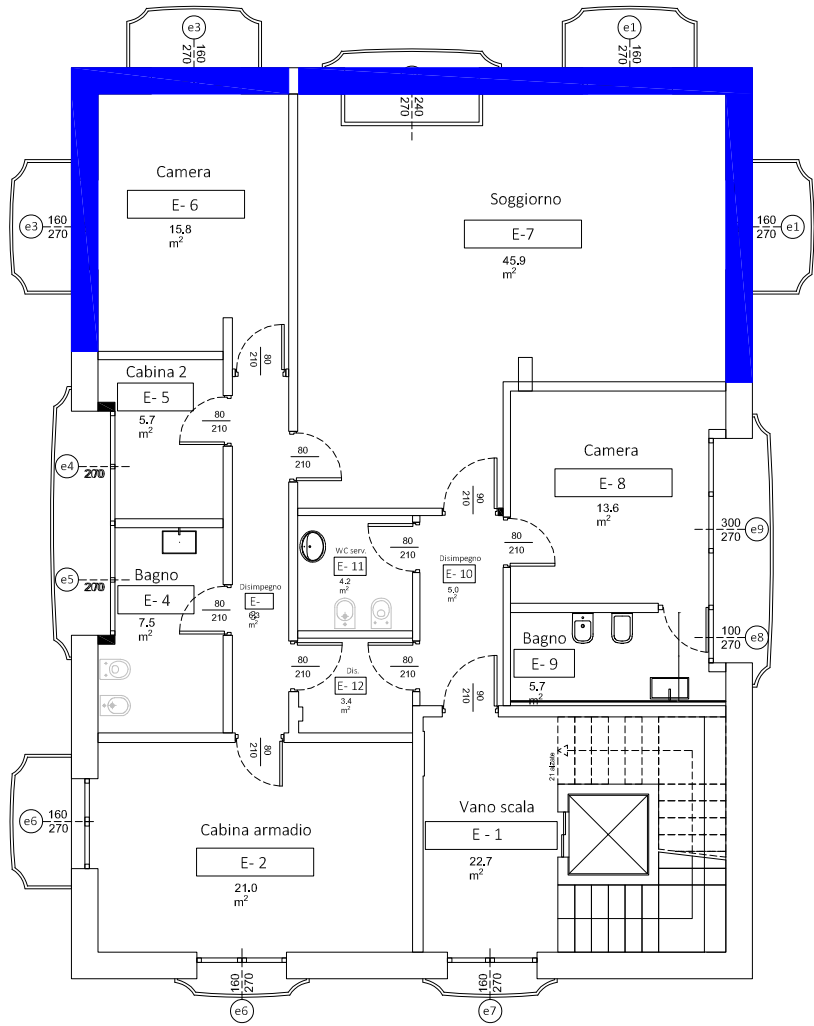 e3
160
270
e1
160
270
240
270
Camera
E- 6
15.8
m²
Soggiorno
E-7
45.9
m²
e3
160
270
160
270
e1
80
210
Cabina 2
E- 5
5.7
m²
80
210
80
210
e4
270
Camera
E- 8
13.6
m²
90
210
300
270
e9
80
210
80
210
WC serv.
E- 11
4.2
m²
Disimpegno
E- 10
5.0
m²
e5
270
Bagno
E- 4
7.5
m²
80
210
Disimpegno
E-
m²
100
270
e8
Bagno
E- 9
5.7
m²
80
210
Dis.
E- 12
3.4
m²
80
210
90
210
80
210
21 alzate
e6
160
270
Cabina armadio
E- 2
21.0
m²
Vano scala
E - 1
22.7
m²
160
270
e6
160
270
e7